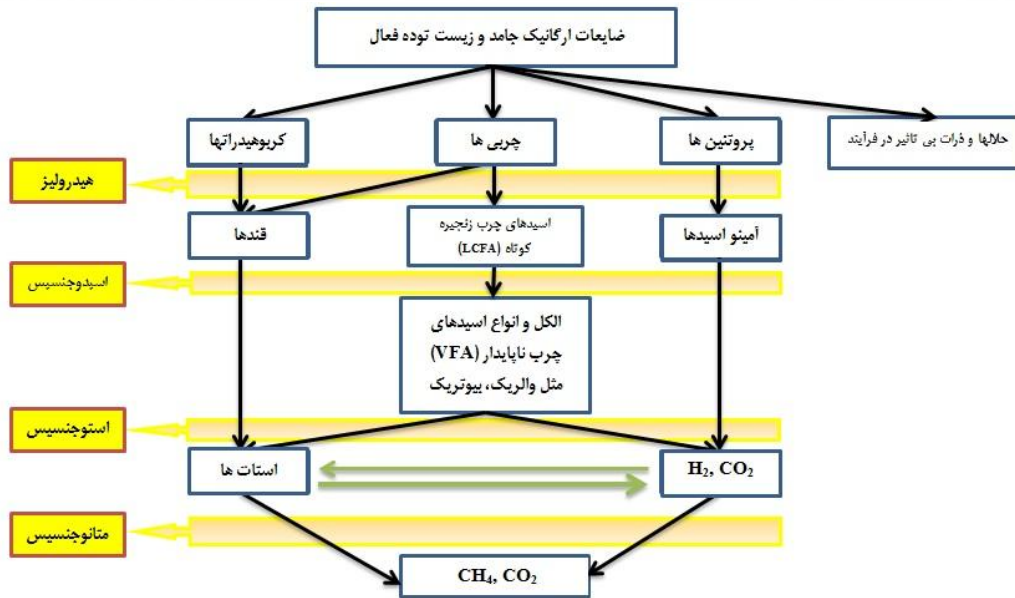 ضایعات ارگانیک جامد و زیست توده فعال
کربوهیدراتها
چربی ها
پروتئین ها
حلالها و ذرات بی تاثیر در فرآیند
هیدرولیز
قندها
اسیدهای چرب زنجیره
کوتاه (LCFA)
آمینو اسیدها
اسیدوجنسیس
الکل و انواع اسیدهای
چرب ناپایدار (VFA)
مثل والریک، بیوتریک
استوجنسیس
استات ها
H2, CO2
متانوجنسیس
CH4, CO2